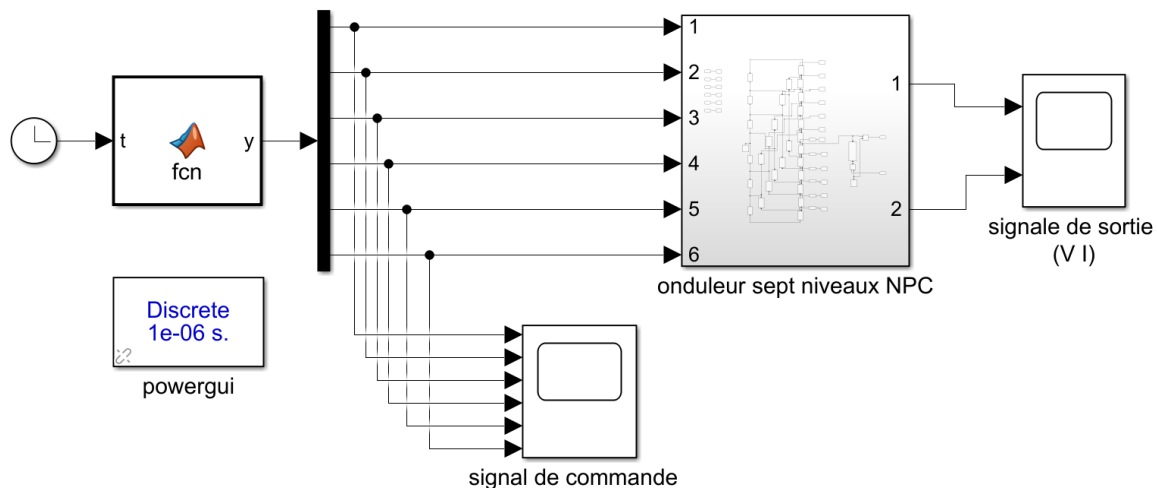 t
fcn
y
Discrete
1e-06 s.
powergui
1
2
3
4
5
6
1
2
onduleur sept niveaux NPC
signale de sortie
(V I)
signal de commande